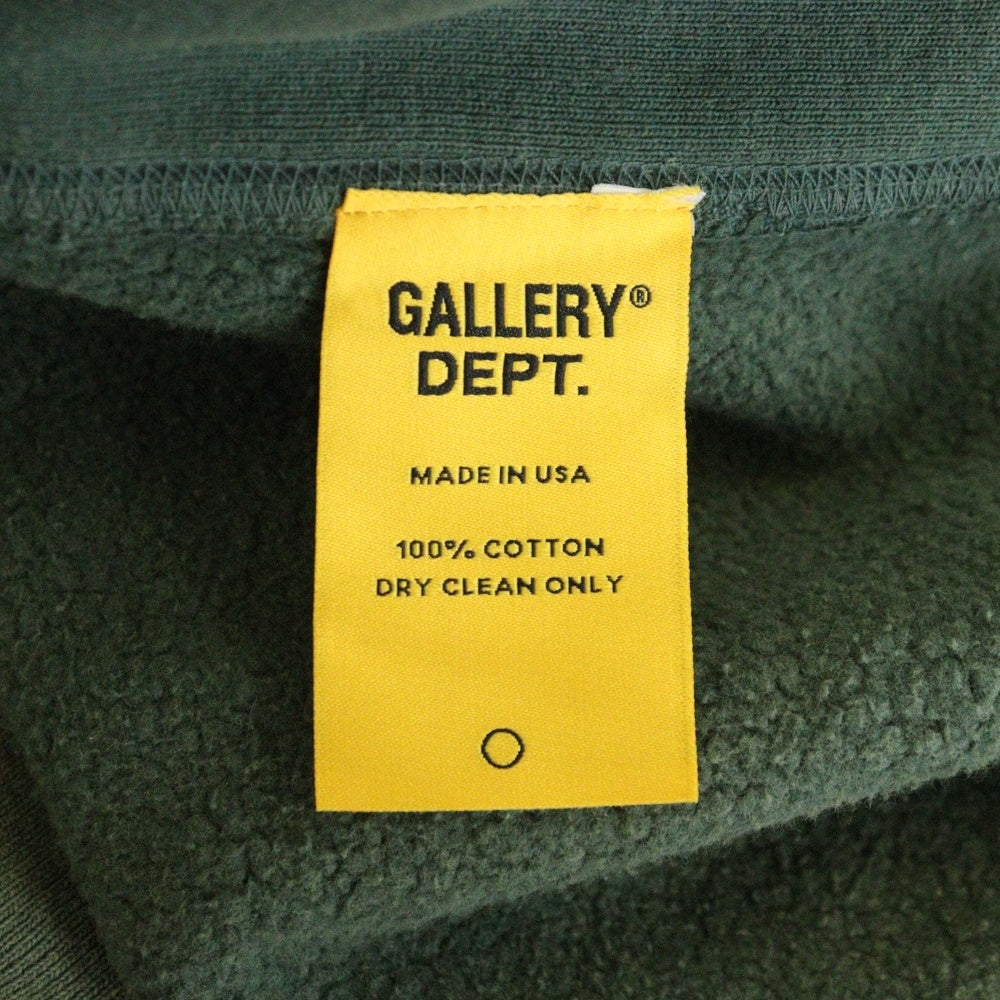 GALLERY®
DEPT.
MADE IN USA
100% COTTON
DRY CLEAN ONLY